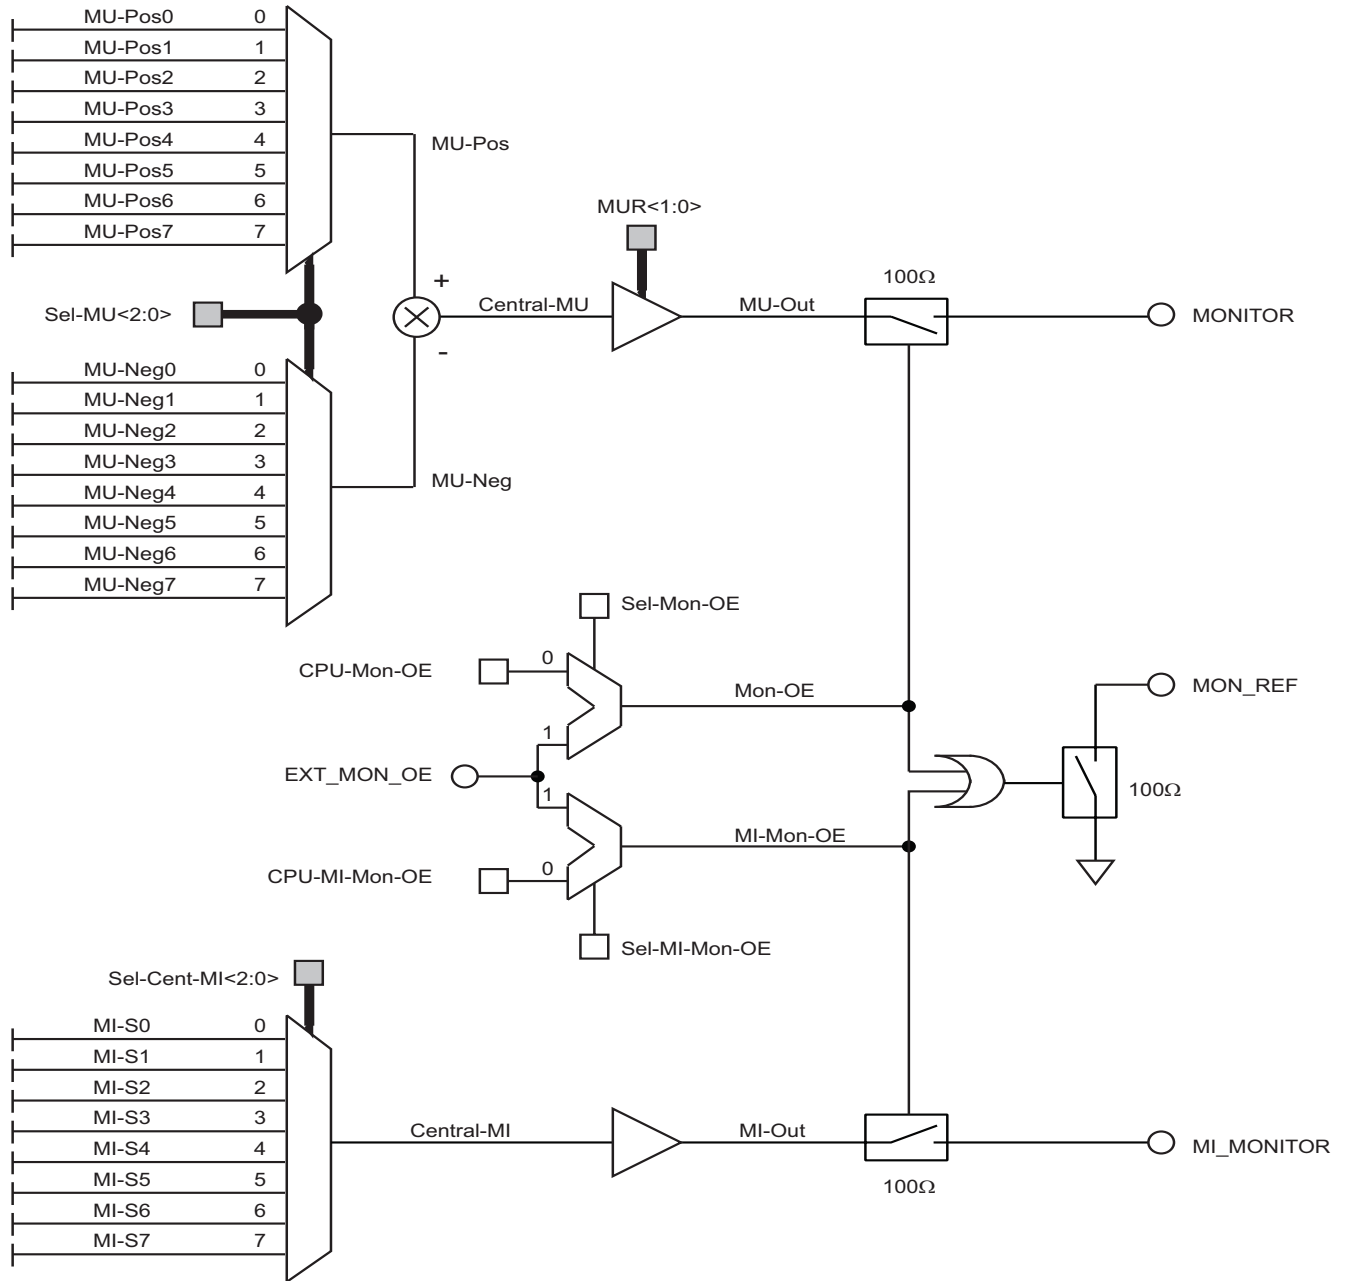 MU-Pos0 0
MU-Pos1 1
MU-Pos2 2
MU-Pos3 3
MU-Pos4 4
MU-Pos5 5
MU-Pos6 6
MU-Pos7 7
MU-Pos
MUR<1:0>
Sel-MU<2:0>
+
-
Central-MU
MU-Out
100Ω
MONITOR
MU-Neg0 0
MU-Neg1 1
MU-Neg2 2
MU-Neg3 3
MU-Neg4 4
MU-Neg5 5
MU-Neg6 6
MU-Neg7 7
MU-Neg
Sel-Mon-OE
CPU-Mon-OE
0
1
Mon-OE
MON_REF
EXT_MON_OE
100Ω
1
0
MI-Mon-OE
CPU-MI-Mon-OE
Sel-MI-Mon-OE
Sel-Cent-MI<2:0>
MI-S0 0
MI-S1 1
MI-S2 2
MI-S3 3
MI-S4 4
MI-S5 5
MI-S6 6
MI-S7 7
Central-MI
MI-Out
100Ω
MI_MONITOR